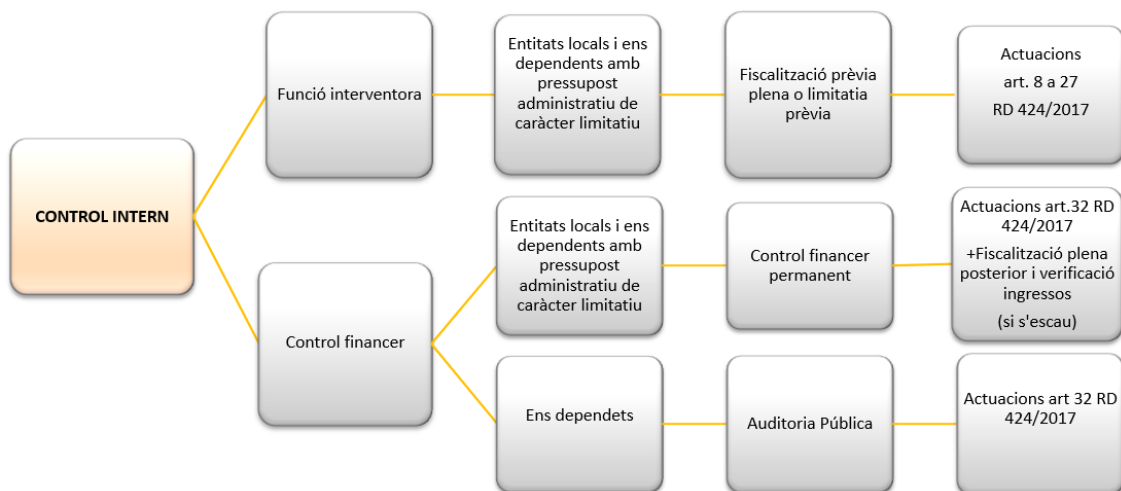 CONTROL INTERN
Funció interventora
Entitats locals i ens
dependents amb
pressupost
administratiu de
caràcter limitatiu
Fiscalització prèvia
plena o limitatia
prèvia
Actuacions
art. 8 a 27
RD 424/2017
Control financer
Entitats locals i ens
dependents amb
pressupost
administratiu de
caràcter limitatiu
Control financer
permanent
Actuacions art.32 RD
424/2017
+Fiscalització plena
posterior i verificació
ingressos
(si s'escau)
Ens dependets
Auditoria Pública
Actuacions art 32 RD
424/2017